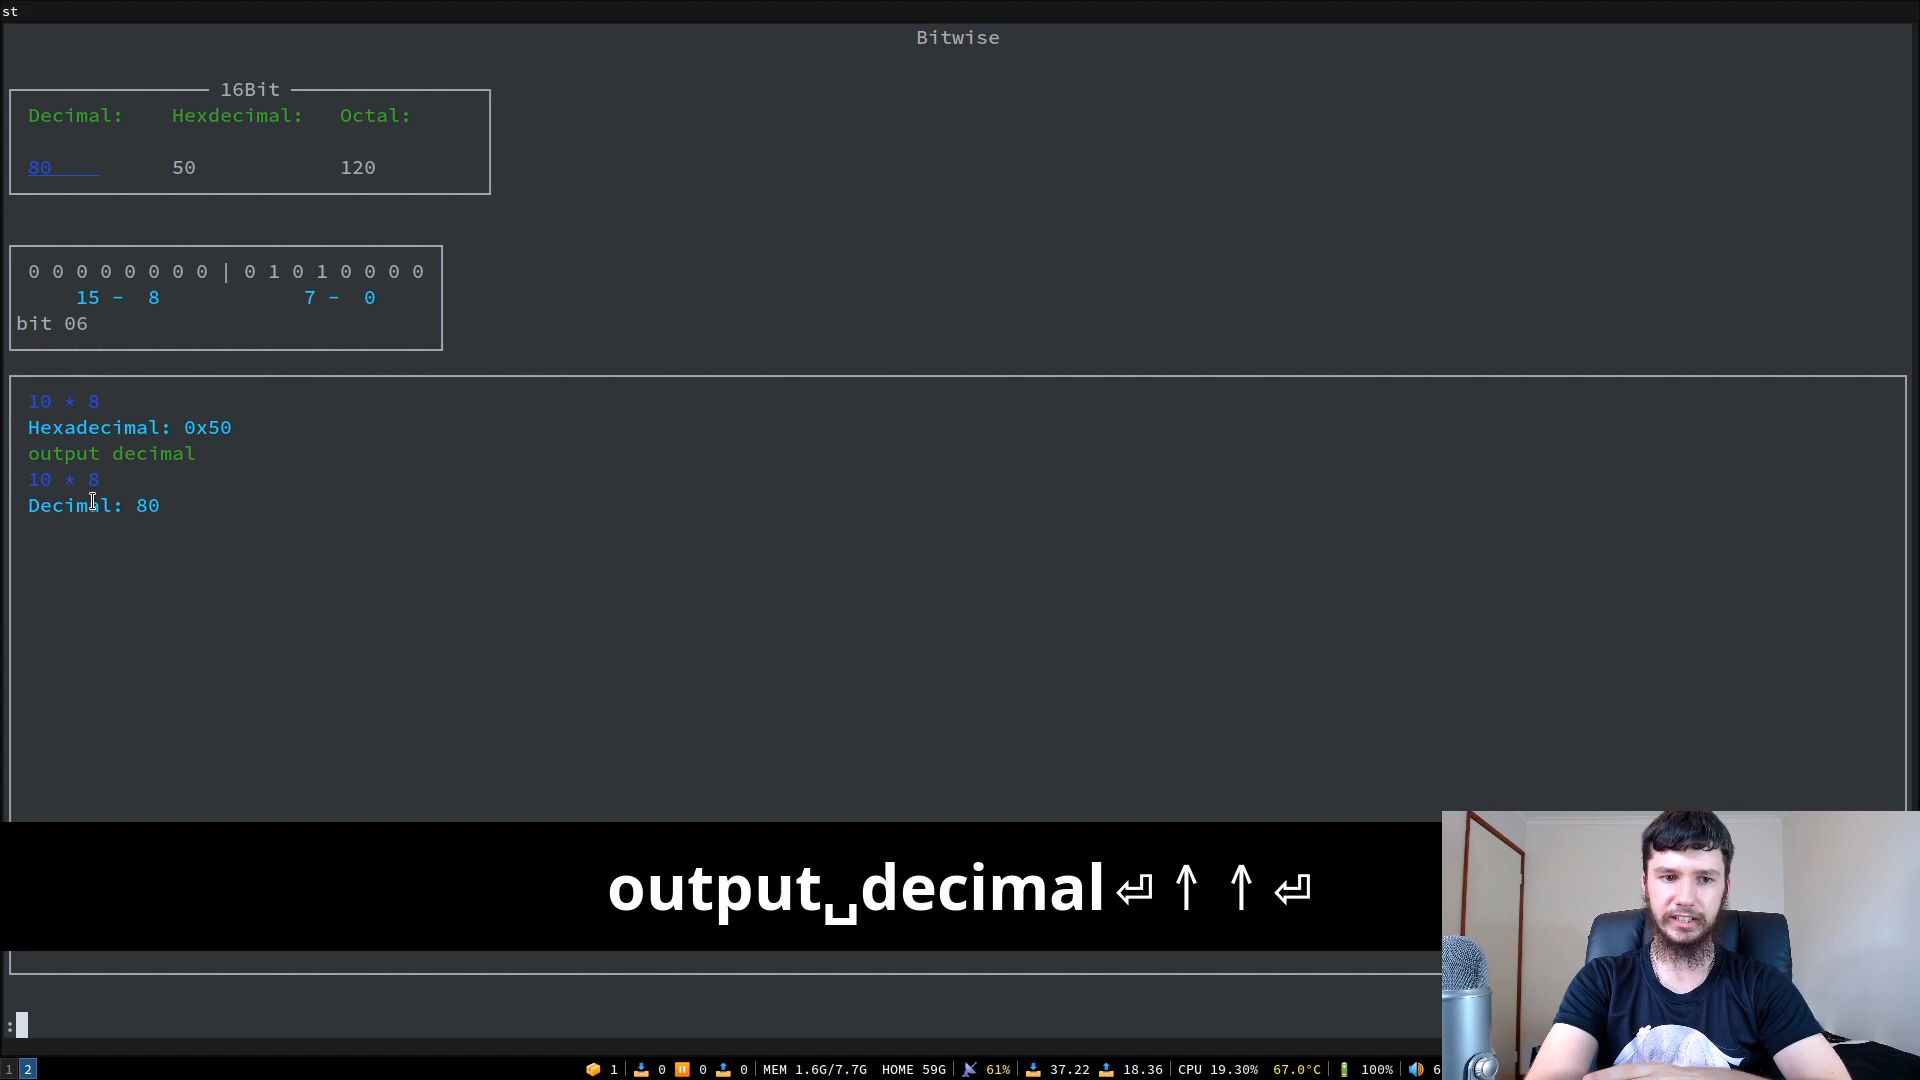 st
Bitwise
16Bit
Decimal: Hexdecimal: Octal:
80 50 120
0 0 0 0 0 0 0 0 | 0 1 0 1 0 0 0 0
15 - 8 7 - 0
bit 06
10 * 8
Hexadecimal: 0x50
output decimal
10 * 8
Decimal: 80
output␣decimal⏎↑↑⏎
:
1 2 1 | 0 0 0 | MEM 1.6G/7.7G HOME 59G | 61% | 37.22 18.36 | CPU 19.30% 67.0°C | 100% | 6